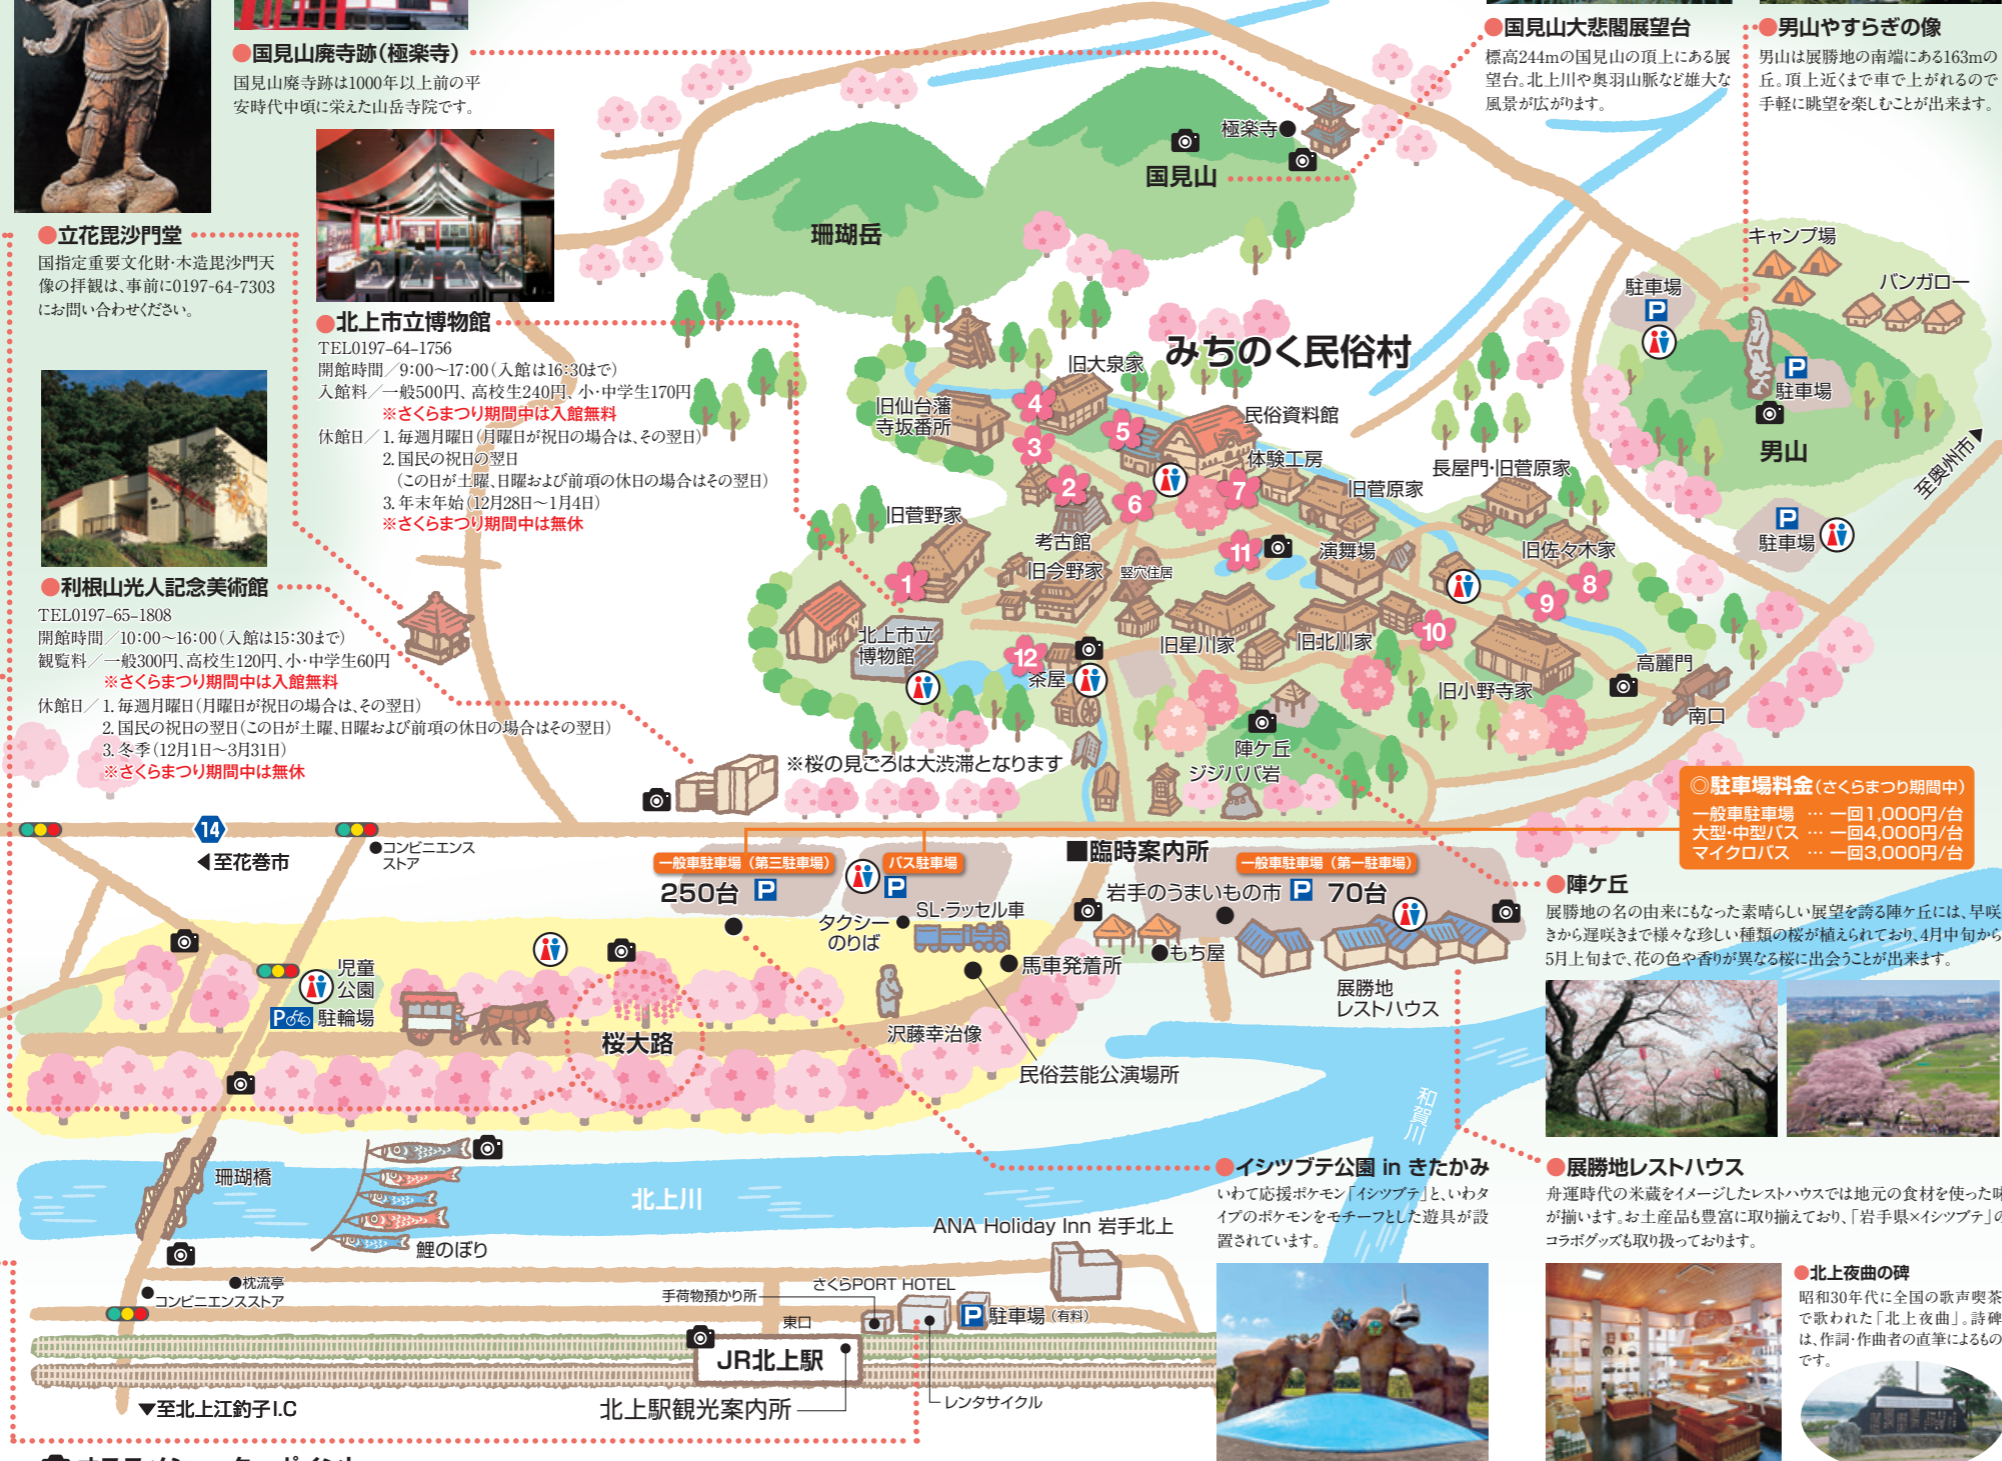 ●国見山廃寺跡(極楽寺)
国見山廃寺跡は1000年以上前の平
安時代中頃に栄えた山岳寺院です。
●国見山大悲閣展望台
標高244mの国見山の頂上にある展
望台。北上川や奥羽山脈など雄大な
風景が広がります。
●男山やすらぎの像
男山は展勝地の南端にある163mの
丘。頂上近くまで車で上がれるので
手軽に眺望を楽しむことが出来ます。
●立花毘沙門堂
国指定重要文化財・木造毘沙門天
像の拝観は、事前に0197-64-7303
にお問い合わせください。
●北上市立博物館
TEL0197-64-1756
開館時間/9:00~17:00(入館は16:30まで)
入館料/一般500円、高校生240円、小・中学生170円
※さくらまつり期間中は入館無料
休館日/1. 毎週月曜日(月曜日が祝日の場合は、その翌日)
2. 国民の祝日の翌日
(この日が土曜、日曜および前項の休日の場合はその翌日)
3. 年末年始(12月28日~1月4日)
※さくらまつり期間中は無休
●利根山光人記念美術館
TEL0197-65-1808
開館時間/10:00~16:00(入館は15:30まで)
観覧料/一般300円、高校生120円、小・中学生60円
※さくらまつり期間中は入館無料
休館日/1. 毎週月曜日(月曜日が祝日の場合は、その翌日)
2. 国民の祝日の翌日(この日が土曜、日曜および前項の休日の場合はその翌日)
3. 冬季(12月1日~3月31日)
※さくらまつり期間中は無休
極楽寺●
国見山
珊瑚岳
キャンプ場
バンガロー
駐車場
P
P
駐車場
男山
至奥州市▶
P
駐車場
みちのく民俗村
旧大泉家
旧仙台藩
寺坂番所
4
3
5
2
6
7
民俗資料館
体験工房
旧菅原家
長屋門・旧菅原家
旧菅野家
考古館
11
演舞場
旧佐々木家
1
旧今野家
竪穴住居
8
9
10
北上市立
博物館
12
茶屋
旧星川家
旧北川家
旧小野寺家
高麗門
南口
陣ケ丘
ジジババ岩
※桜の見ごろは大渋滞となります
◎駐車場料金(さくらまつり期間中)
一般車駐車場 … 一回1,000円/台
大型・中型バス … 一回4,000円/台
マイクロバス … 一回3,000円/台
14
◀至花巻市
●コンビニエンス
ストア
一般車駐車場(第三駐車場)
250台 P
バス駐車場
P
■臨時案内所
一般車駐車場(第一駐車場)
岩手のうまいもの市 P 70台
タクシー
のりば
SL・ラッセル車
馬車発着所
●もち屋
展勝地
レストハウス
児童
公園
P 駐輪場
桜大路
沢藤幸治像
民俗芸能公演場所
●陣ケ丘
展勝地の名の由来にもなった素晴らしい展望を誇る陣ケ丘には、早咲
きから遅咲きまで様々な珍しい種類の桜が植えられており、4月中旬から
5月上旬まで、花の色や香りが異なる桜に出会うことが出来ます。
和賀川
珊瑚橋
北上川
鯉のぼり
●イシツブテ公園 in きたかみ
いわて応援ポケモン「イシツブテ」と、いわタ
イプのポケモンをモチーフとした遊具が設
置されています。
●展勝地レストハウス
舟運時代の米蔵をイメージしたレストハウスでは地元の食材を使った味
が揃います。お土産品も豊富に取り揃えており、「岩手県×イシツブテ」の
コラボグッズも取り扱っております。
●北上夜曲の碑
昭和30年代に全国の歌声喫茶
で歌われた「北上夜曲」。詩碑
は、作詞・作曲者の直筆によるもの
です。
ANA Holiday Inn 岩手北上
●枕流亭
コンビニエンスストア
さくらPORT HOTEL
手荷物預かり所
東口
P 駐車場(有料)
JR北上駅
北上駅観光案内所
レンタサイクル
▼至北上江釣子I.C